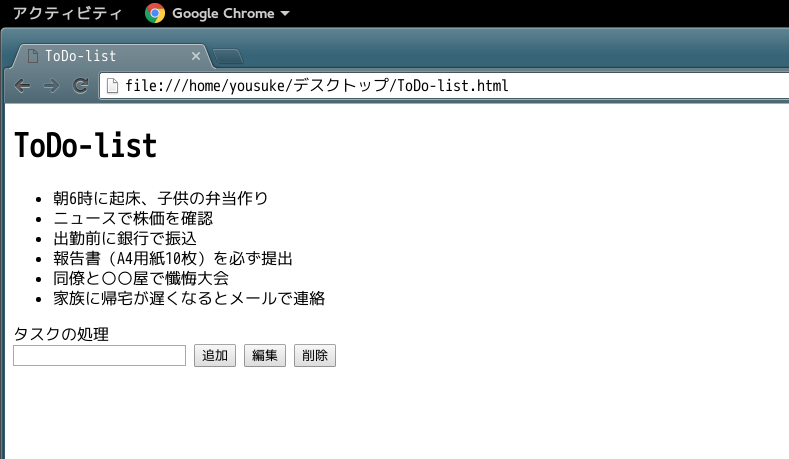 アクティビティ Google Chrome
ToDo-list
file:///home/yousuke/デスクトップ/ToDo-list.html
ToDo-list
朝6時に起床、子供の弁当作り
ニュースで株価を確認
出勤前に銀行で振込
報告書（A4用紙10枚）を必ず提出
同僚と〇〇屋で懺悔大会
家族に帰宅が遅くなるとメールで連絡
タスクの処理
追加 編集 削除